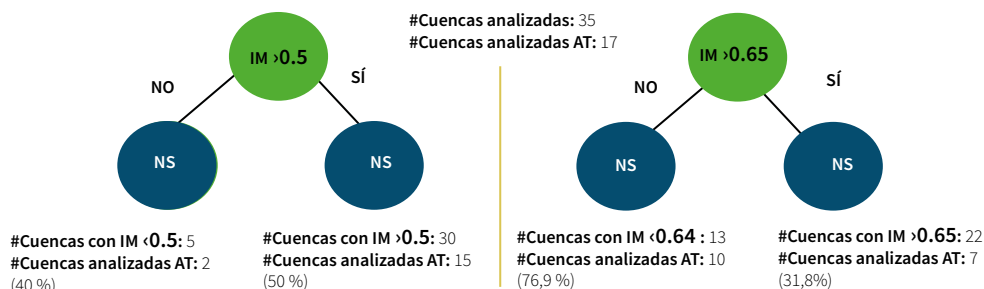 #Cuencas analizadas: 35
#Cuencas analizadas AT: 17
IM ›0.5
NO
SÍ
NS
NS
#Cuencas con IM ‹0.5: 5
#Cuencas analizadas AT: 2
(40 %)
#Cuencas con IM ›0.5: 30
#Cuencas analizadas AT: 15
(50 %)
IM ›0.65
NO
SÍ
NS
NS
#Cuencas con IM ‹0.64 : 13
#Cuencas analizadas AT: 10
(76,9 %)
#Cuencas con IM ›0.65: 22
#Cuencas analizadas AT: 7
(31,8%)